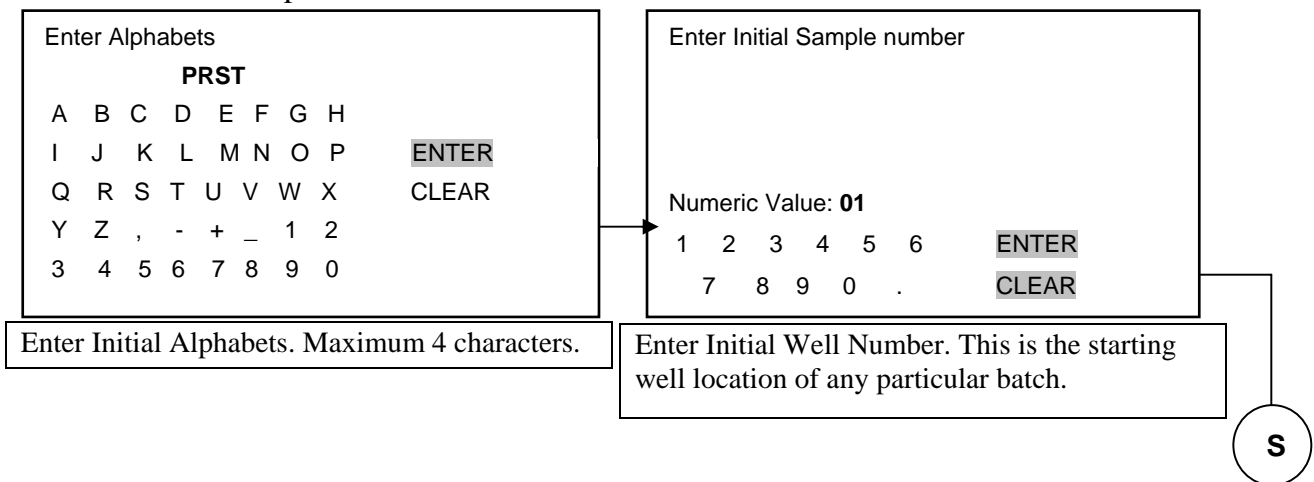 Enter Alphabets
PRST
A B C D E F G H
I J K L M N O P ENTER
Q R S T U V W X CLEAR
Y Z , - + _ 1 2
3 4 5 6 7 8 9 0
Enter Initial Alphabets. Maximum 4 characters.
Enter Initial Sample number
Numeric Value: 01
1 2 3 4 5 6 ENTER
7 8 9 0 . CLEAR
Enter Initial Well Number. This is the starting
well location of any particular batch.
S